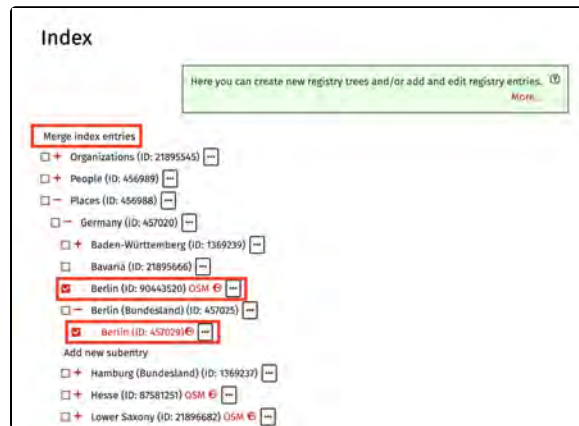 Index
Here you can create new registry trees and/or add and edit registry entries.
More...
Merge index entries
Organizations (ID: 21895545)
People (ID: 456989)
Places (ID: 456988)
Germany (ID: 457020)
Baden-Württemberg (ID: 1369239)
Bavaria (ID: 21895666)
Berlin (ID: 90443520) OSM
Berlin (Bundesland) (ID: 457025)
Berlin (ID: 457029)
Add new subentry
Hamburg (Bundesland) (ID: 1369237)
Hesse (ID: 87581251) OSM
Lower Saxony (ID: 21896682) OSM